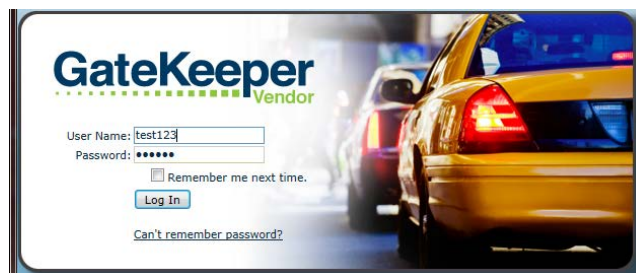 GateKeeper
Vendor
User Name: test123
Password: ••••••
Remember me next time.
Log In
Can't remember password?